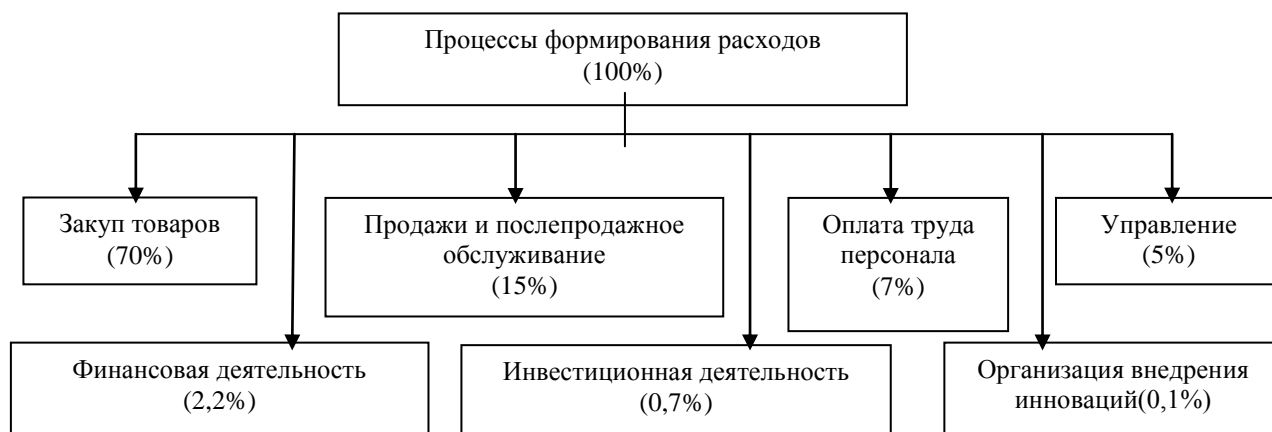 Процессы формирования расходов
(100%)
Закуп товаров
(70%)
Продажи и послепродажное
обслуживание
(15%)
Оплата труда
персонала
(7%)
Управление
(5%)
Финансовая деятельность
(2,2%)
Инвестиционная деятельность
(0,7%)
Организация внедрения
инноваций(0,1%)